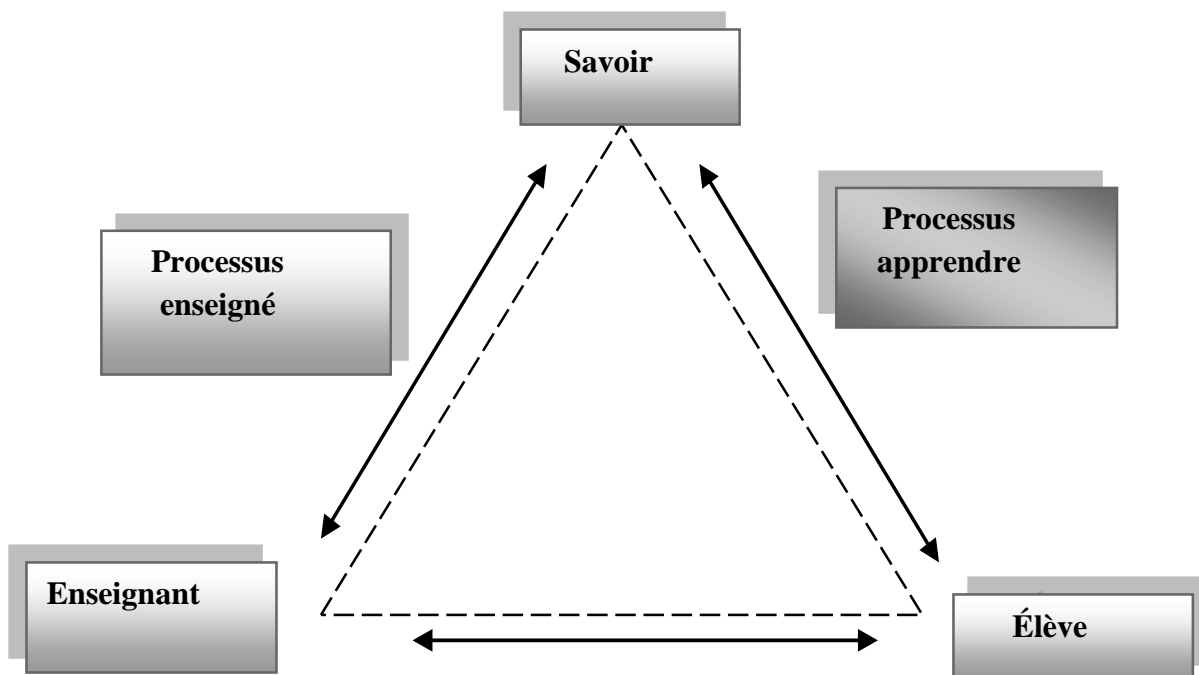 Savoir
Processus
apprendre
Processus
enseigné
Enseignant
Élève